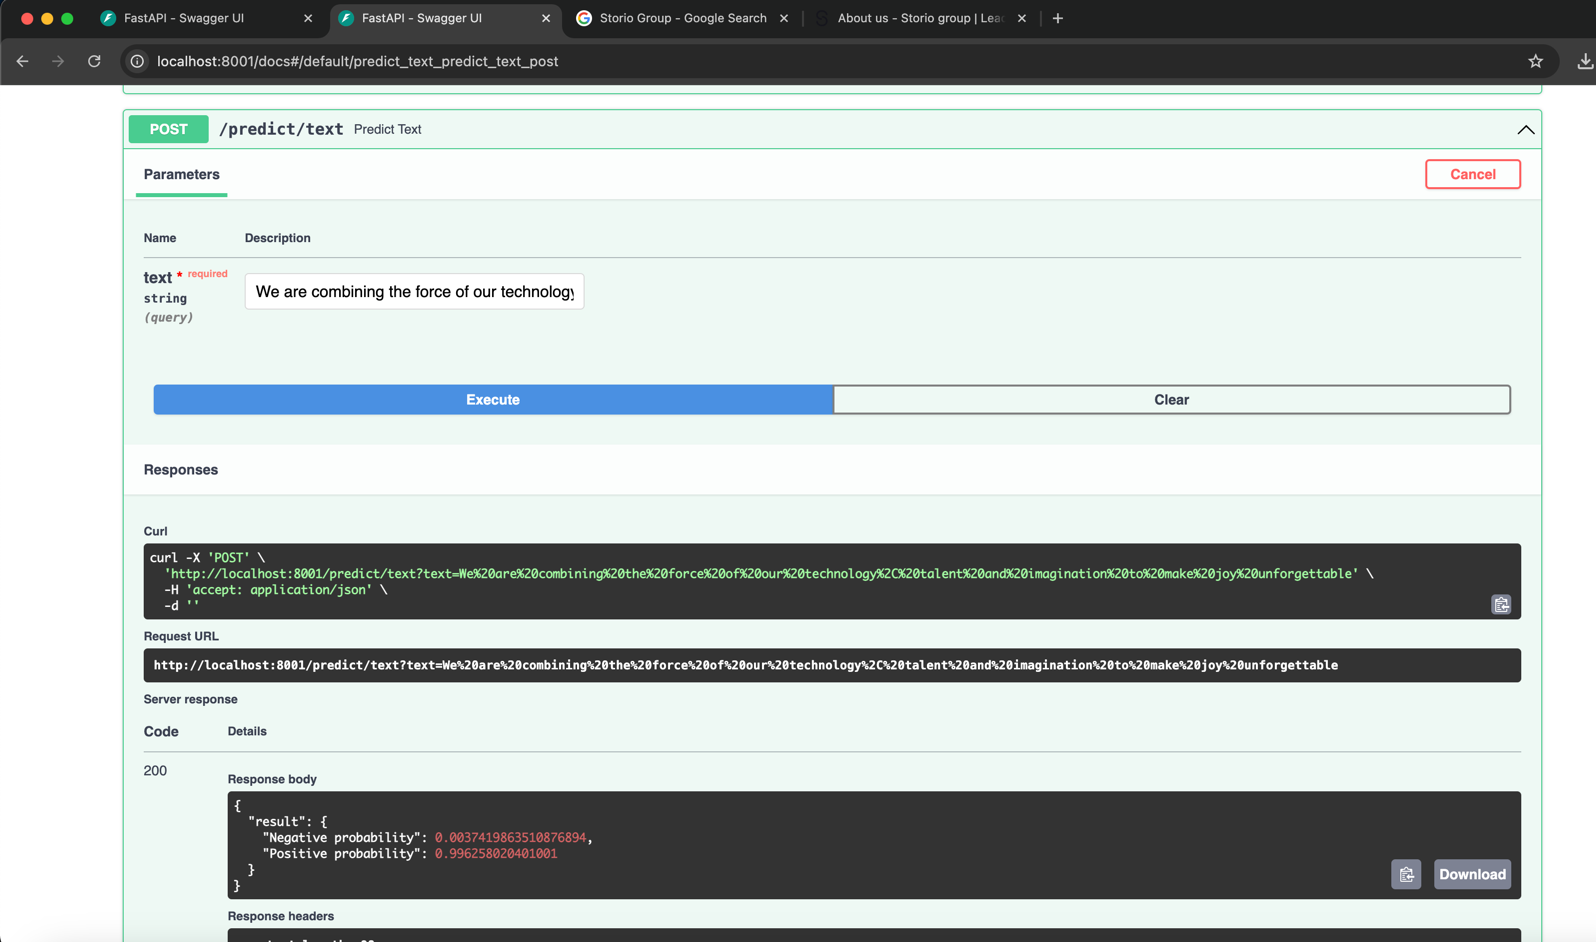 FastAPI - Swagger UI
FastAPI - Swagger UI
Storio Group - Google Search
About us - Storio group | Lea
localhost:8001/docs#/default/predict_text_predict_text_post
POST /predict/text Predict Text
Parameters
Cancel
Name Description
text * required
string
(query)
We are combining the force of our technology
Execute
Clear
Responses
Curl
curl -X 'POST' \
'http://localhost:8001/predict/text?text=We%20are%20combining%20the%20force%20of%20our%20technology%2C%20talent%20and%20imagination%20to%20make%20joy%20unforgettable' \
-H 'accept: application/json' \
-d ''
Request URL
http://localhost:8001/predict/text?text=We%20are%20combining%20the%20force%20of%20our%20technology%2C%20talent%20and%20imagination%20to%20make%20joy%20unforgettable
Server response
Code Details
200
Response body
{
"result": {
"Negative probability": 0.0037419863510876894,
"Positive probability": 0.996258020401001
}
}
Download
Response headers